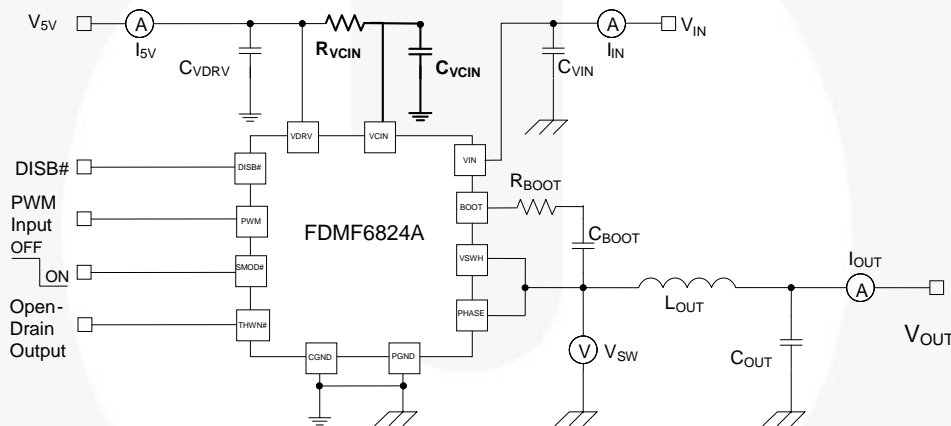 V5V
A
I5V
RVCIN
CVDRV
CVCIN
CVIN
A
IIN
VIN
VDRV
VCIN
DISB#
DISB#
VIN
PWM
Input
PWM
BOOT
RBOOT
FDMF6824A
CBOOT
OFF
ON
SMOD#
VSWH
IOUT
A
LOUT
Open-
Drain
Output
THWN#
PHASE
V
VSW
COUT
VOUT
CGND
PGND